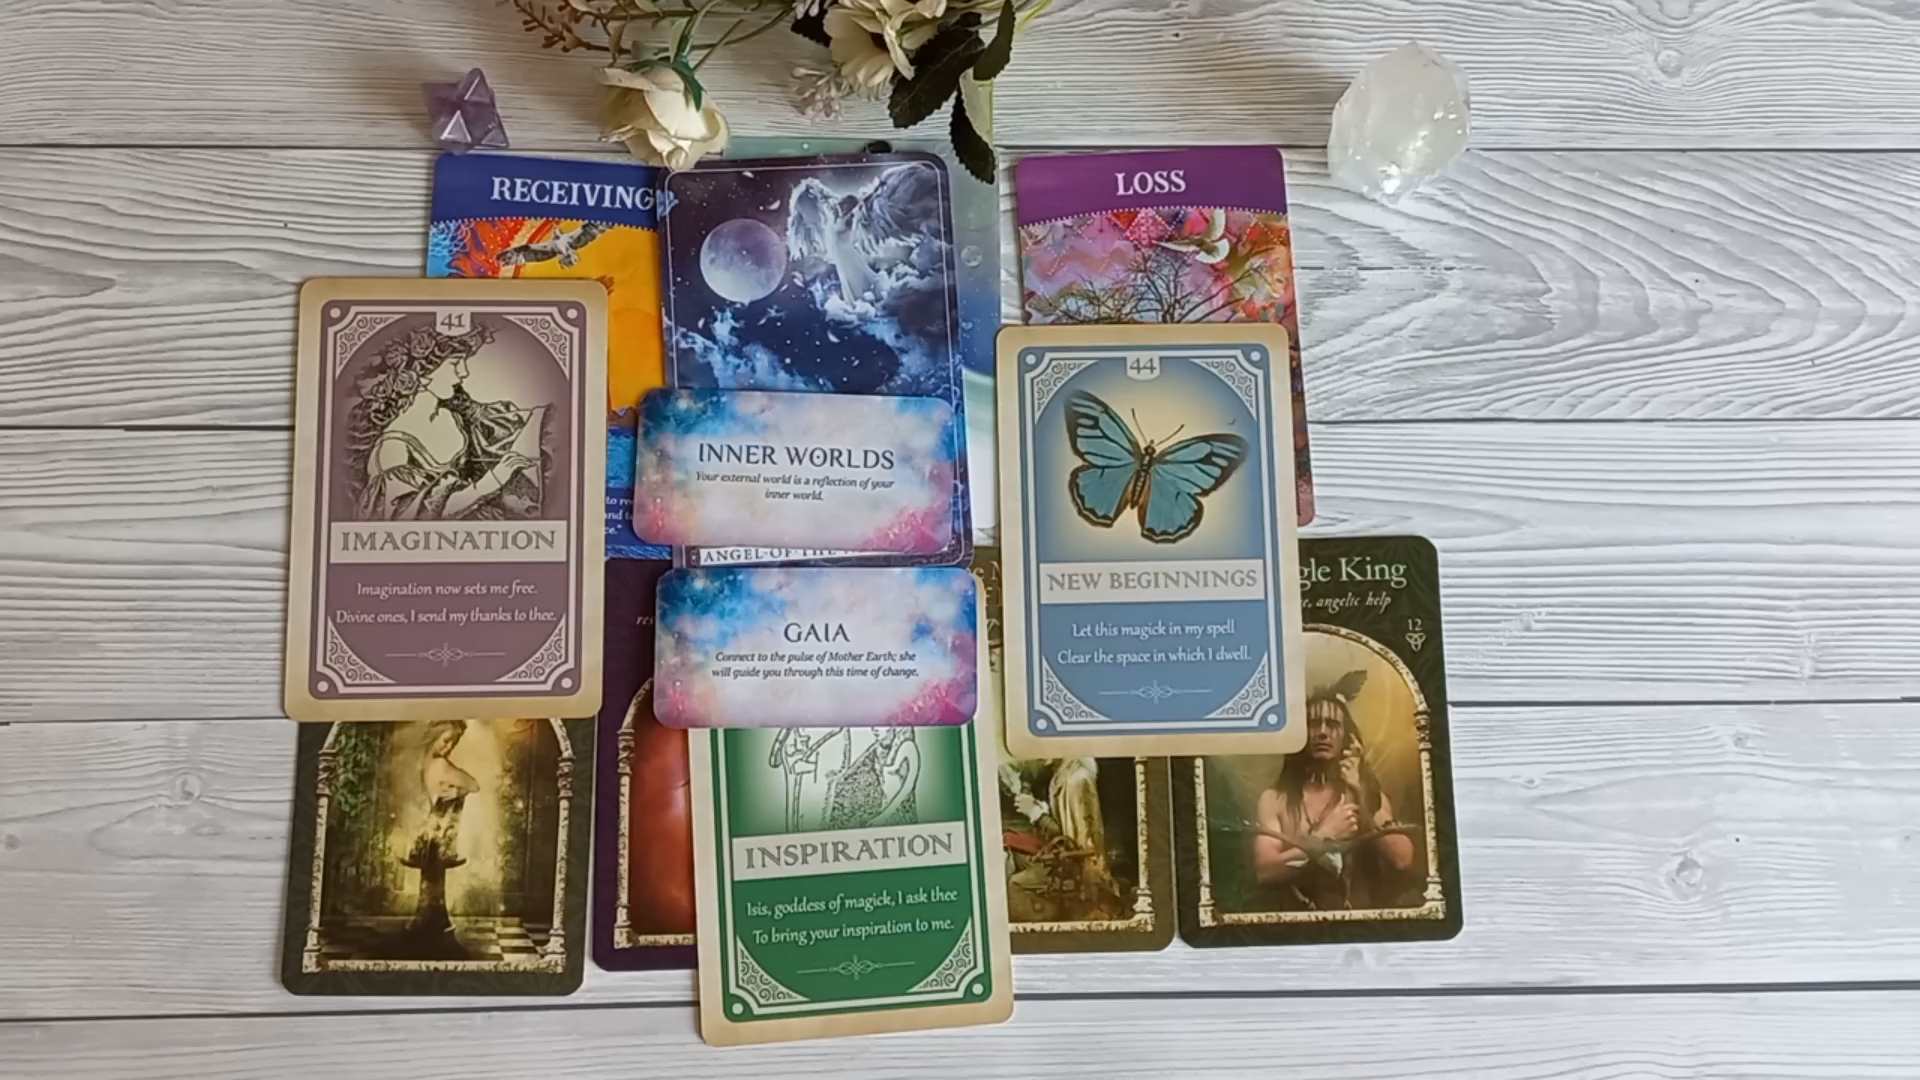 RECEIVING
LOSS
41
IMAGINATION
Imagination now sets me free.
Divine ones, I send my thanks to thee.
INNER WORLDS
Your external world is a reflection of your
inner world.
ANGEL OF THE
44
NEW BEGINNINGS
Let this magick in my spell
Clear the space in which I dwell.
GAIA
Connect to the pulse of Mother Earth; she
will guide you through this time of change.
King
angelic help
12
INSPIRATION
Isis, goddess of magick, I ask thee
To bring your inspiration to me.